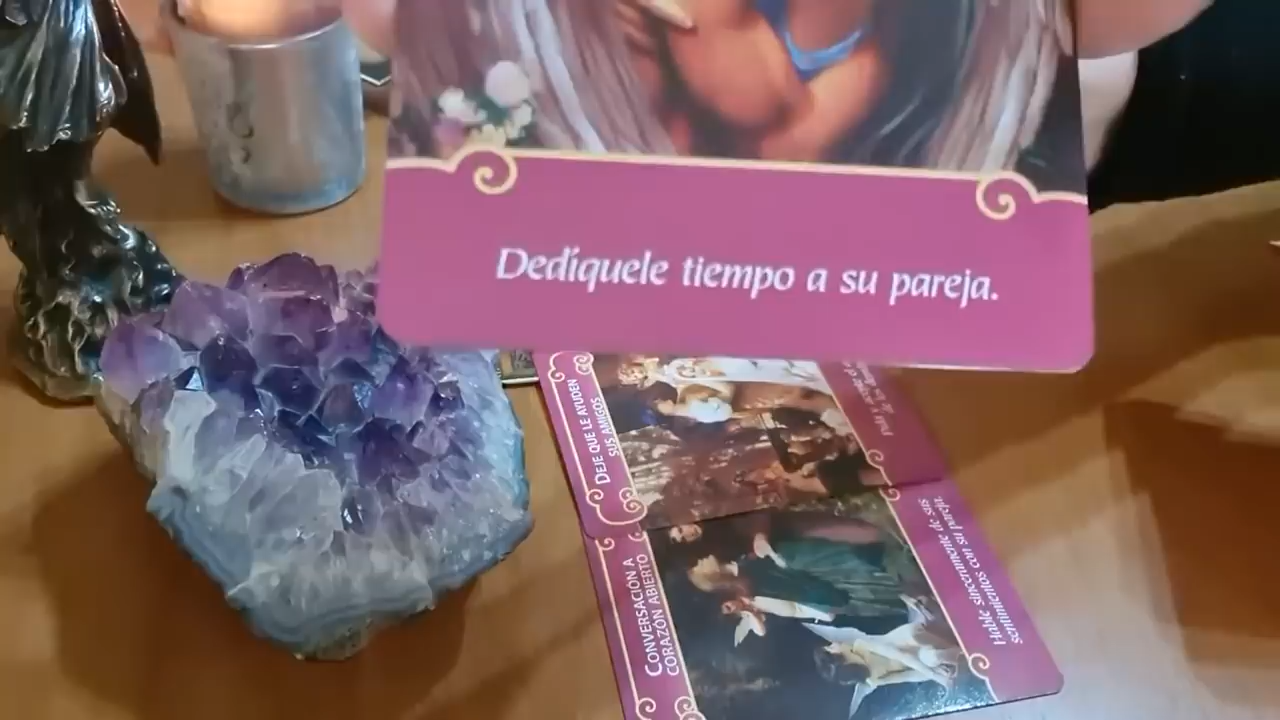 Dedíquele tiempo a su pareja.
DEJE QUE LE AYUDEN
SUS AMIGOS
CONVERSACIÓN A
CORAZÓN ABIERTO
Hable sinceramente de sus
sentimientos con su pareja.